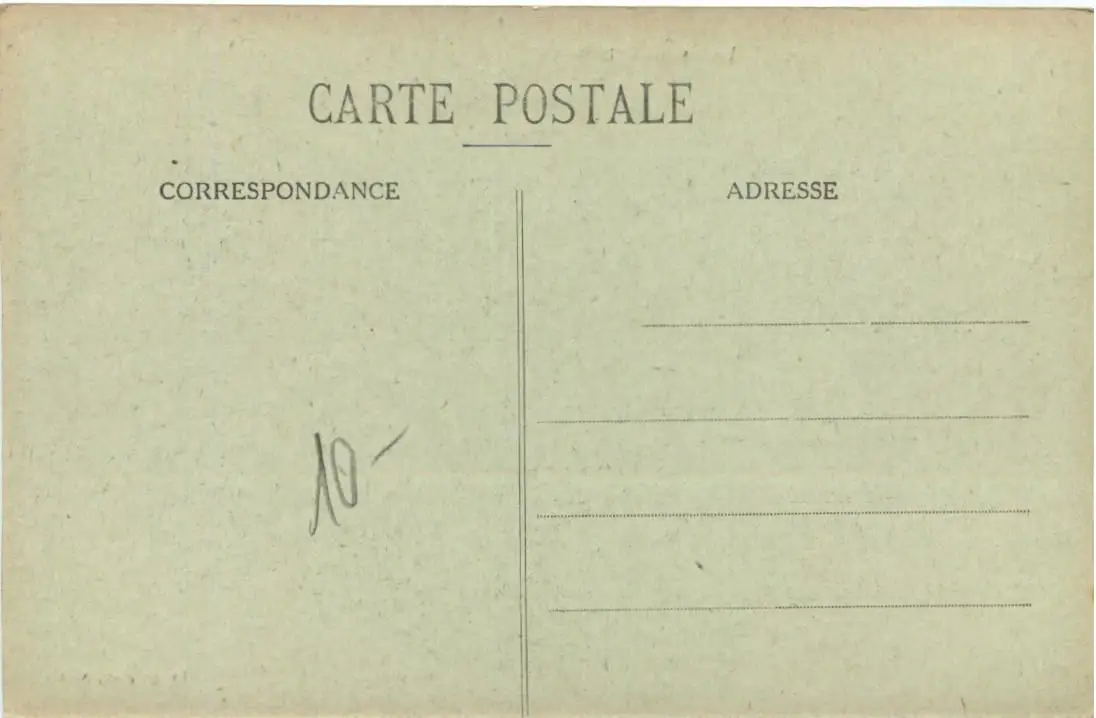 CARTE POSTALE
CORRESPONDANCE
ADRESSE
10-